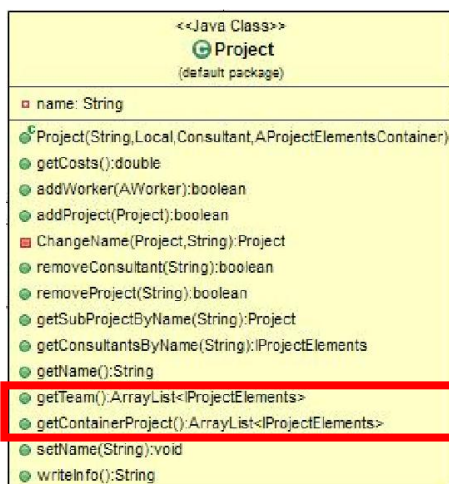 <<Java Class>>
Project
(default package)
name: String
Project(String,Local,Consultant,AProjectElementsContainer)
getCosts():double
addWorker(AWorker):boolean
addProject(Project):boolean
ChangeName(Project,String):Project
removeConsultant(String):boolean
removeProject(String):boolean
getSubProjectByName(String):Project
getConsultantsByName(String):IProjectElements
getName():String
getTeam():ArrayList<IProjectElements>
getContainerProject():ArrayList<IProjectElements>
setName(String):void
writeInfo():String